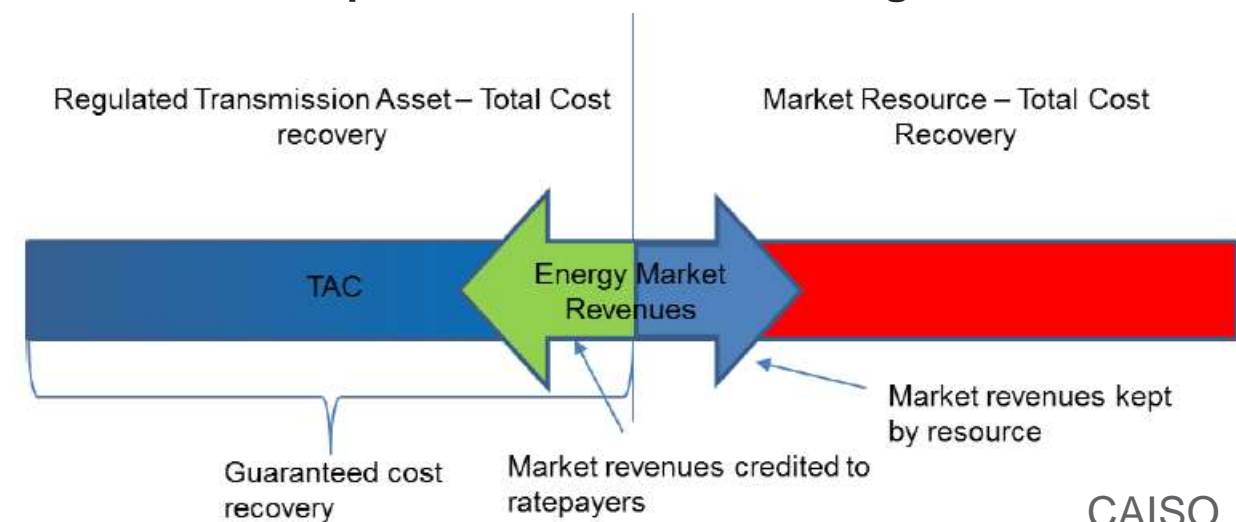 Regulated Transmission Asset – Total Cost
recovery
Market Resource – Total Cost
Recovery
TAC
Energy Market
Revenues
Market revenues kept
by resource
Guaranteed cost
recovery
Market revenues credited to
ratepayers
CAISO